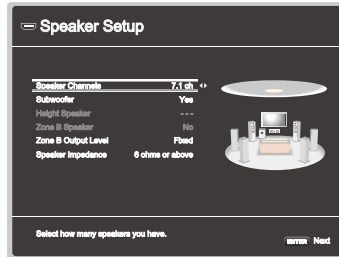 Speaker Setup
Speaker Channels 7.1 ch
Subwoofer Yes
Height Speaker ---
Zone B Speaker No
Zone B Output Level Fixed
Speaker Impedance 6 ohms or above
Select how many speakers you have.
ENTER Next